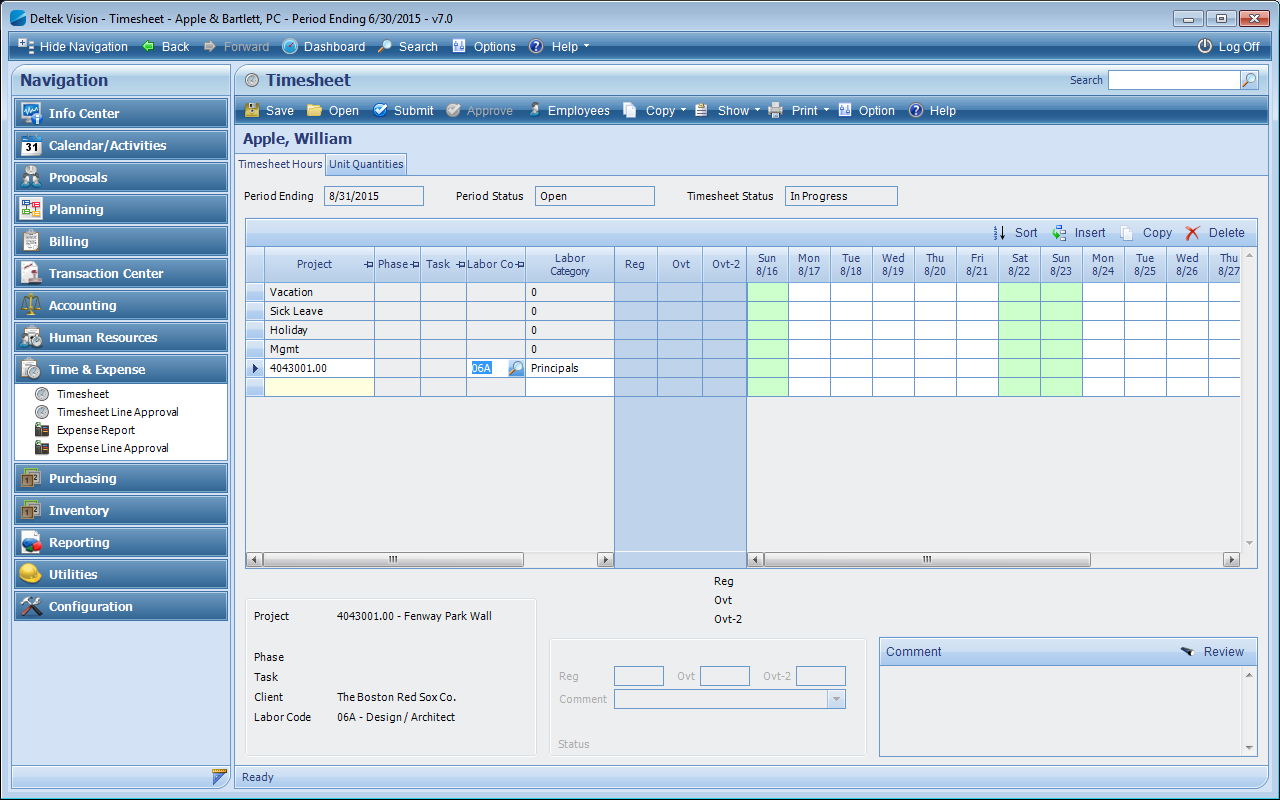 Deltek Vision - Timesheet - Apple & Bartlett, PC - Period Ending 6/30/2015 - v7.0
Hide Navigation Back Forward Dashboard Search Options Help Log Off
Navigation
Info Center
31 Calendar/Activities
Proposals
Planning
Billing
Transaction Center
Accounting
Human Resources
Time & Expense
Timesheet
Timesheet Line Approval
Expense Report
Expense Line Approval
Purchasing
Inventory
Reporting
Utilities
Configuration
Timesheet Search
Save Open Submit Approve Employees Copy Show Print Option Help
Apple, William
Timesheet Hours Unit Quantities
Period Ending 8/31/2015 Period Status Open Timesheet Status In Progress
Sort Insert Copy Delete
Project Phase Task Labor Co Labor Category Reg Ovt Ovt-2 Sun 8/16 Mon 8/17 Tue 8/18 Wed 8/19 Thu 8/20 Fri 8/21 Sat 8/22 Sun 8/23 Mon 8/24 Tue 8/25 Wed 8/26 Thu 8/27
Vacation 0
Sick Leave 0
Holiday 0
Mgmt 0
4043001.00 06A Principals
Reg
Ovt
Ovt-2
Project 4043001.00 - Fenway Park Wall
Phase
Task
Client The Boston Red Sox Co.
Labor Code 06A - Design / Architect
Reg Ovt Ovt-2
Comment
Status
Comment Review
Ready